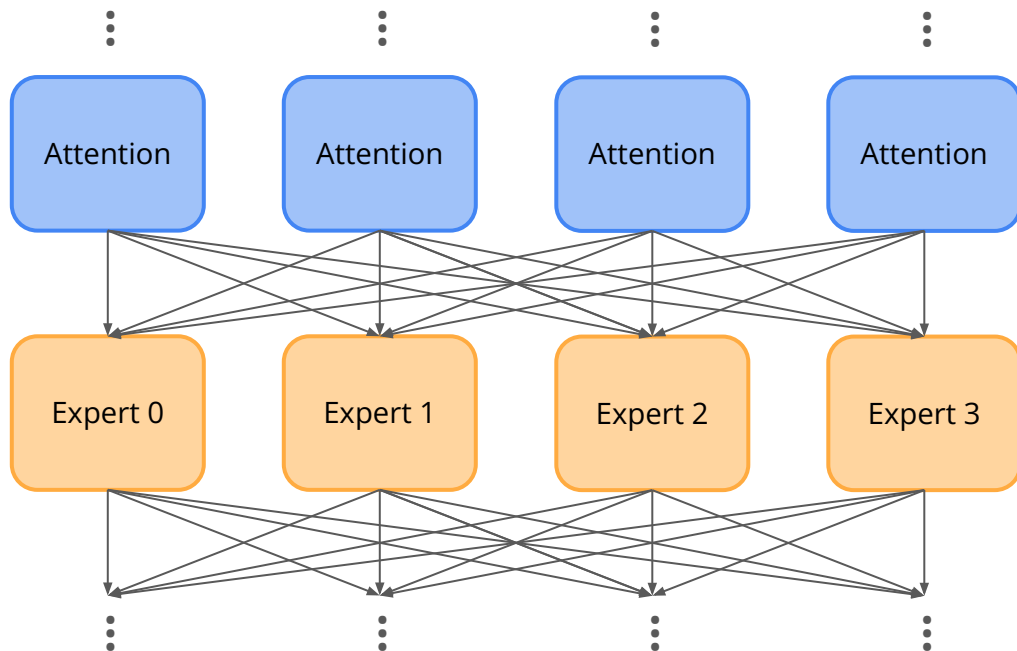 Attention
Attention
Attention
Attention
Expert 0
Expert 1
Expert 2
Expert 3